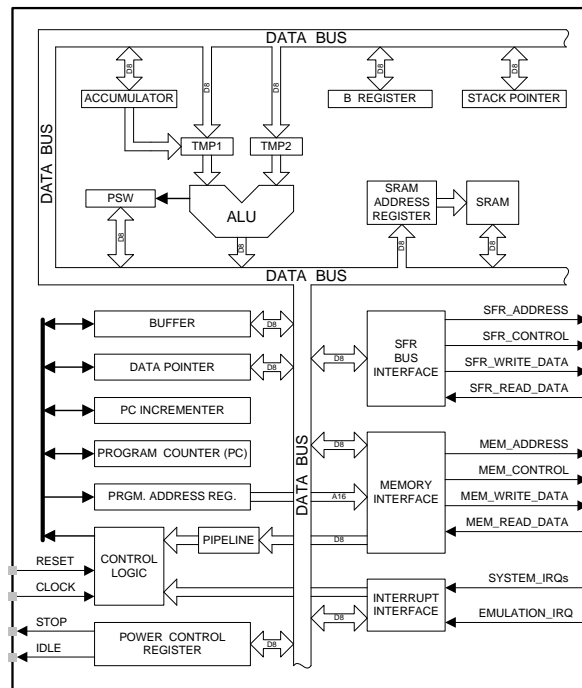 DATA BUS
D8
D8
D8
D8
D8
ACCUMULATOR
B REGISTER
STACK POINTER
DATA BUS
TMP1
TMP2
PSW
ALU
SRAM
ADDRESS
REGISTER
SRAM
D8
D8
D8
D8
DATA BUS
BUFFER
D8
DATA POINTER
D8
PC INCREMENTER
PROGRAM COUNTER (PC)
PRGM. ADDRESS REG.
A16
DATA BUS
D8
SFR
BUS
INTERFACE
SFR_ADDRESS
SFR_CONTROL
SFR_WRITE_DATA
SFR_READ_DATA
D8
MEMORY
INTERFACE
MEM_ADDRESS
MEM_CONTROL
MEM_WRITE_DATA
MEM_READ_DATA
CONTROL
LOGIC
PIPELINE
D8
RESET
CLOCK
INTERRUPT
INTERFACE
SYSTEM_IRQs
EMULATION_IRQ
D8
STOP
IDLE
POWER CONTROL
REGISTER
D8